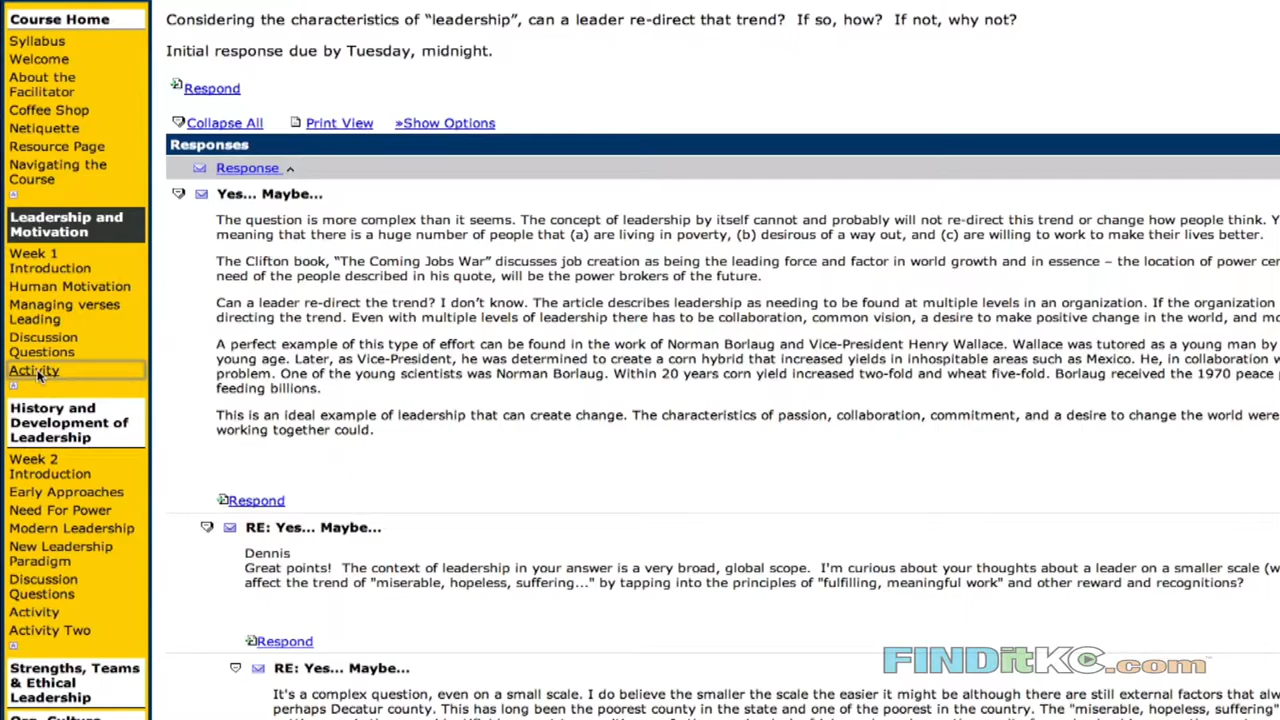 Course Home
Syllabus
Welcome
About the
Facilitator
Coffee Shop
Netiquette
Resource Page
Navigating the
Course
Leadership and
Motivation
Week 1
Introduction
Human Motivation
Managing verses
Leading
Discussion
Questions
Activity
History and
Development of
Leadership
Week 2
Introduction
Early Approaches
Need For Power
Modern Leadership
New Leadership
Paradigm
Discussion
Questions
Activity
Activity Two
Strengths, Teams
& Ethical
Leadership
Org. Culture
Considering the characteristics of “leadership”, can a leader re-direct that trend? If so, how? If not, why not?
Initial response due by Tuesday, midnight.
Respond
Collapse All Print View »Show Options
Responses
Response
Yes... Maybe...
The question is more complex than it seems. The concept of leadership by itself cannot and probably will not re-direct this trend or change how people think. Y
meaning that there is a huge number of people that (a) are living in poverty, (b) desirous of a way out, and (c) are willing to work to make their lives better.
The Clifton book, “The Coming Jobs War” discusses job creation as being the leading force and factor in world growth and in essence – the location of power cen
need of the people described in his quote, will be the power brokers of the future.
Can a leader re-direct the trend? I don’t know. The article describes leadership as needing to be found at multiple levels in an organization. If the organization
directing the trend. Even with multiple levels of leadership there has to be collaboration, common vision, a desire to make positive change in the world, and mo
A perfect example of this type of effort can be found in the work of Norman Borlaug and Vice-President Henry Wallace. Wallace was tutored as a young man by
young age. Later, as Vice-President, he was determined to create a corn hybrid that increased yields in inhospitable areas such as Mexico. He, in collaboration w
problem. One of the young scientists was Norman Borlaug. Within 20 years corn yield increased two-fold and wheat five-fold. Borlaug received the 1970 peace p
feeding billions.
This is an ideal example of leadership that can create change. The characteristics of passion, collaboration, commitment, and a desire to change the world were
working together could.
Respond
RE: Yes... Maybe...
Dennis
Great points! The context of leadership in your answer is a very broad, global scope. I'm curious about your thoughts about a leader on a smaller scale (w
affect the trend of "miserable, hopeless, suffering..." by tapping into the principles of "fulfilling, meaningful work" and other reward and recognitions?
Respond
RE: Yes... Maybe...
It's a complex question, even on a small scale. I do believe the smaller the scale the easier it might be although there are still external factors that alw
perhaps Decatur county. This has long been the poorest county in the state and one of the poorest in the country. The "miserable, hopeless, suffering"
FINDitKC.com